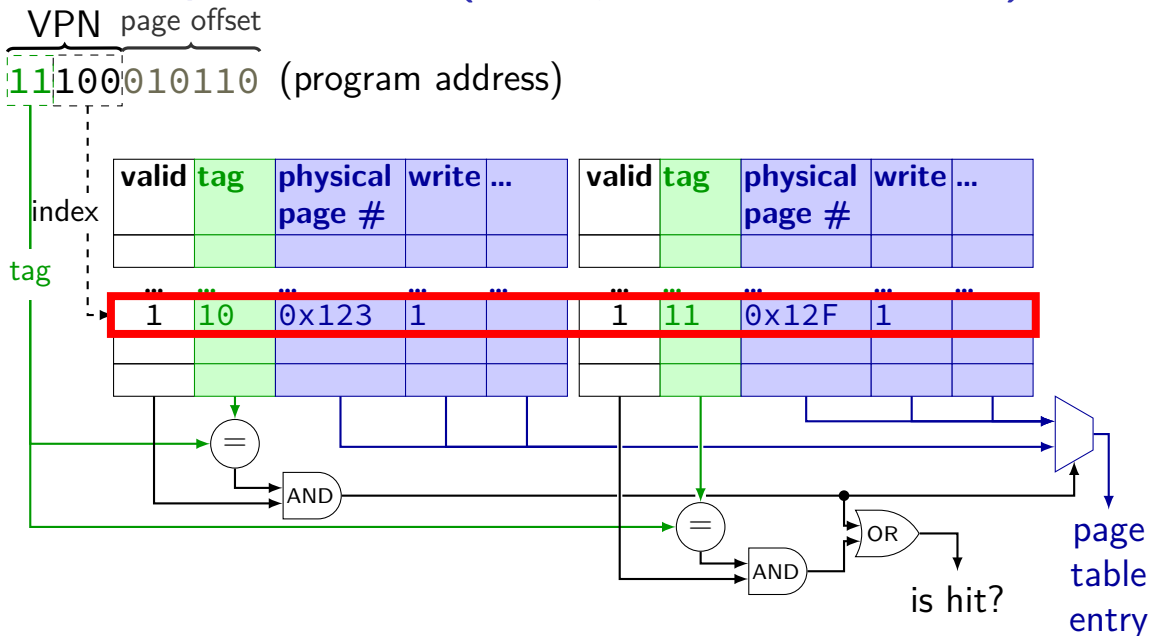 VPN page offset
11100010110 (program address)
valid tag physical page # write ... valid tag physical page # write ...
index
tag
... ... ... ... ... ... ... ... ... ...
1 10 0x123 1 1 11 0x12F 1
=
AND
=
OR
AND
is hit?
page
table
entry